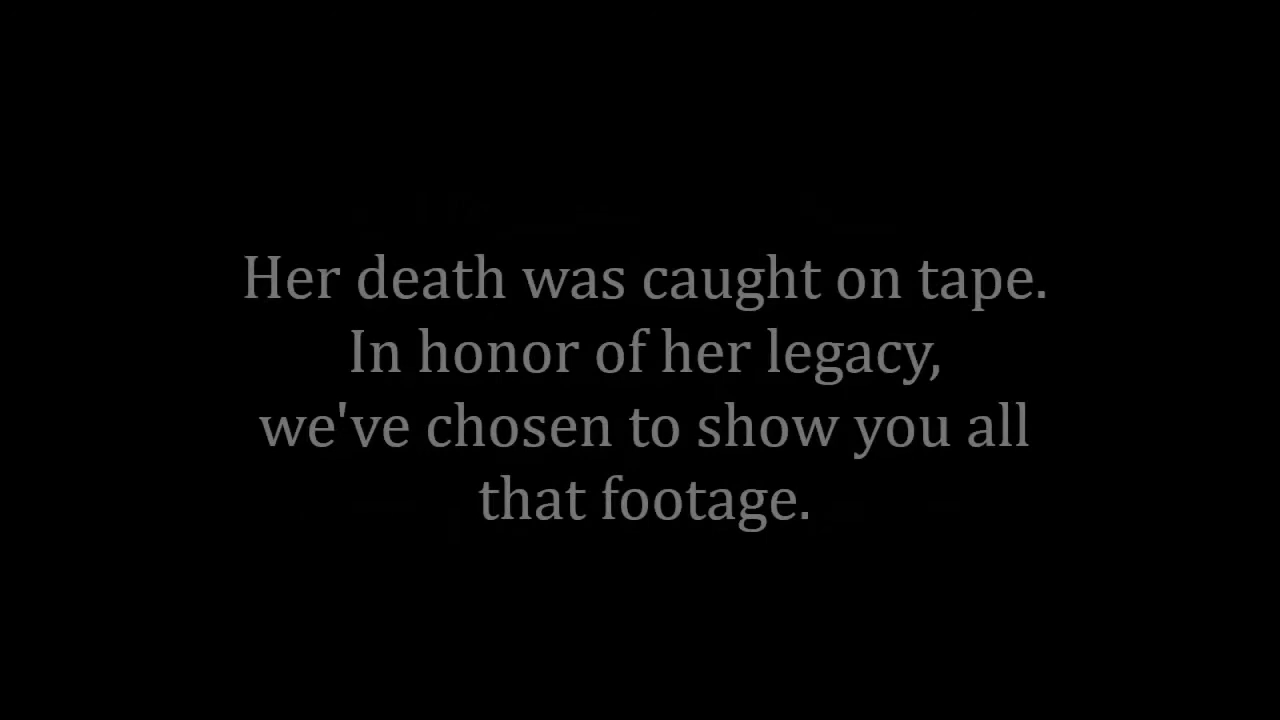 Her death was caught on tape.
In honor of her legacy,
we've chosen to show you all
that footage.